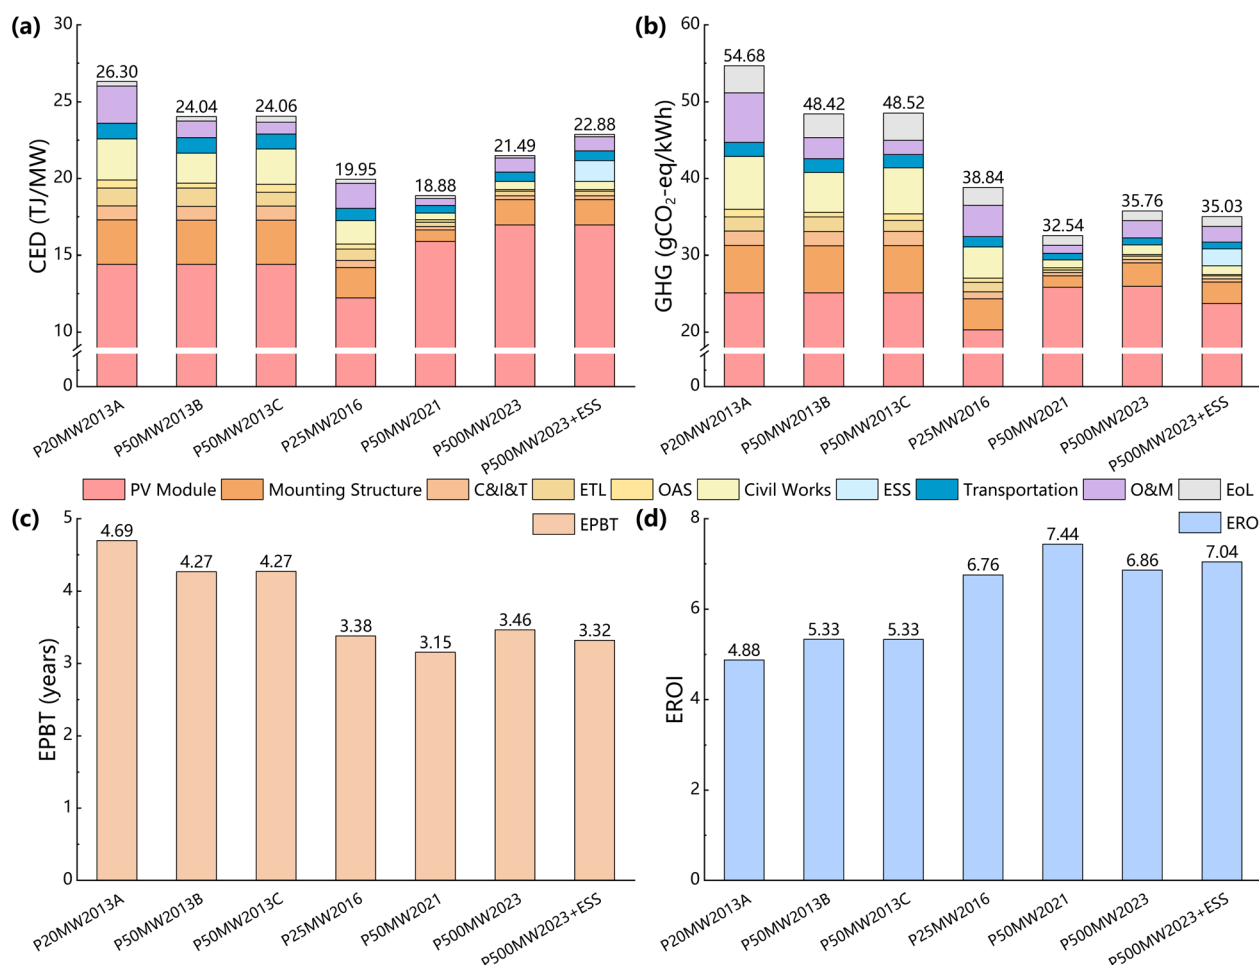 (a)
CED (TJ/MW)
30
25
20
15
10
0
26.30
24.04
24.06
19.95
18.88
21.49
22.88
P20MW2013A
P50MW2013B
P50MW2013C
P25MW2016
P50MW2021
P500MW2023
P500MW2023+ESS
(b)
GHG (gCO₂-eq/kWh)
60
50
40
30
20
0
54.68
48.42
48.52
38.84
32.54
35.76
35.03
P20MW2013A
P50MW2013B
P50MW2013C
P25MW2016
P50MW2021
P500MW2023
P500MW2023+ESS
PV Module Mounting Structure C&I&T ETL OAS Civil Works ESS Transportation O&M EoL
(c)
EPBT
EPBT (years)
5
4
3
2
1
0
4.69
4.27
4.27
3.38
3.15
3.46
3.32
P20MW2013A
P50MW2013B
P50MW2013C
P25MW2016
P50MW2021
P500MW2023
P500MW2023+ESS
(d)
ERO
EROI
8
6
4
2
0
4.88
5.33
5.33
6.76
7.44
6.86
7.04
P20MW2013A
P50MW2013B
P50MW2013C
P25MW2016
P50MW2021
P500MW2023
P500MW2023+ESS